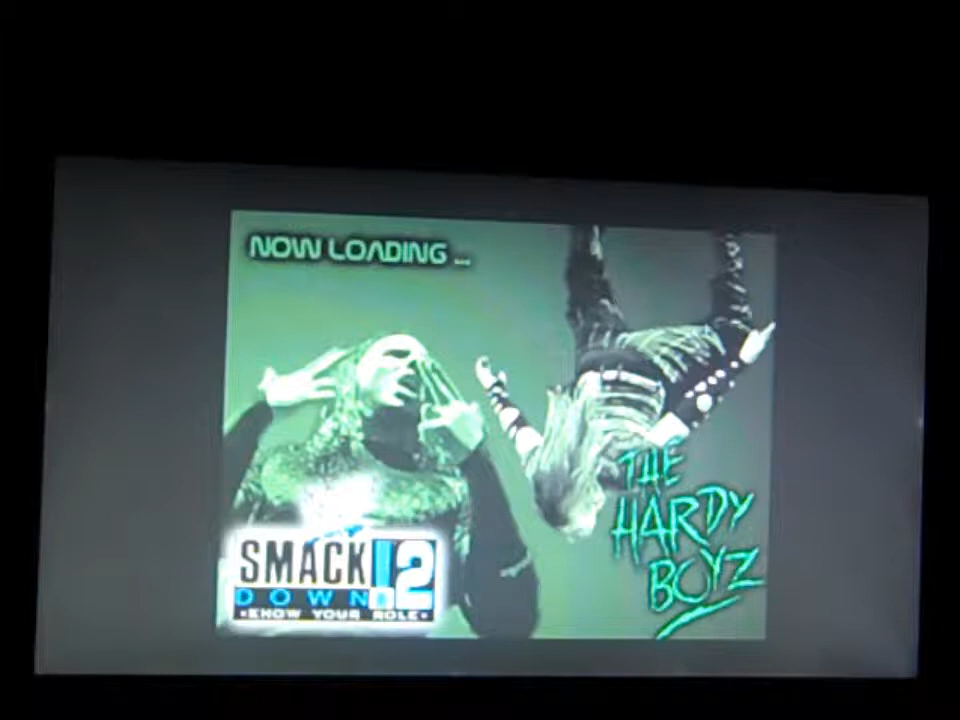 NOW LOADING ...
THE
HARDY
BOYZ
SMACK
DOWN! 2
•KNOW YOUR ROLE•